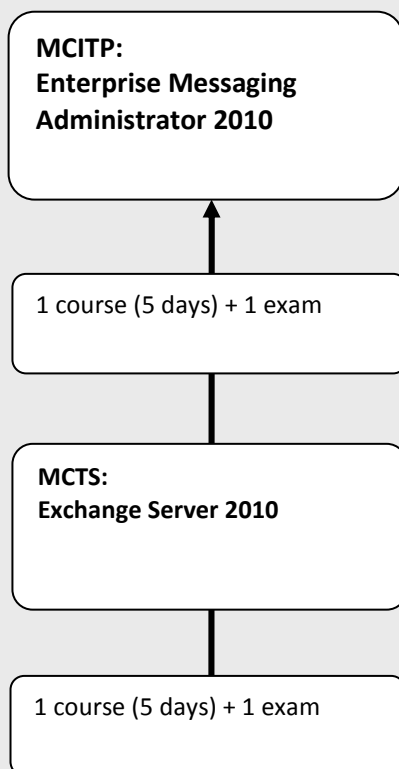 MCITP:
Enterprise Messaging
Administrator 2010
1 course (5 days) + 1 exam
MCTS:
Exchange Server 2010
1 course (5 days) + 1 exam